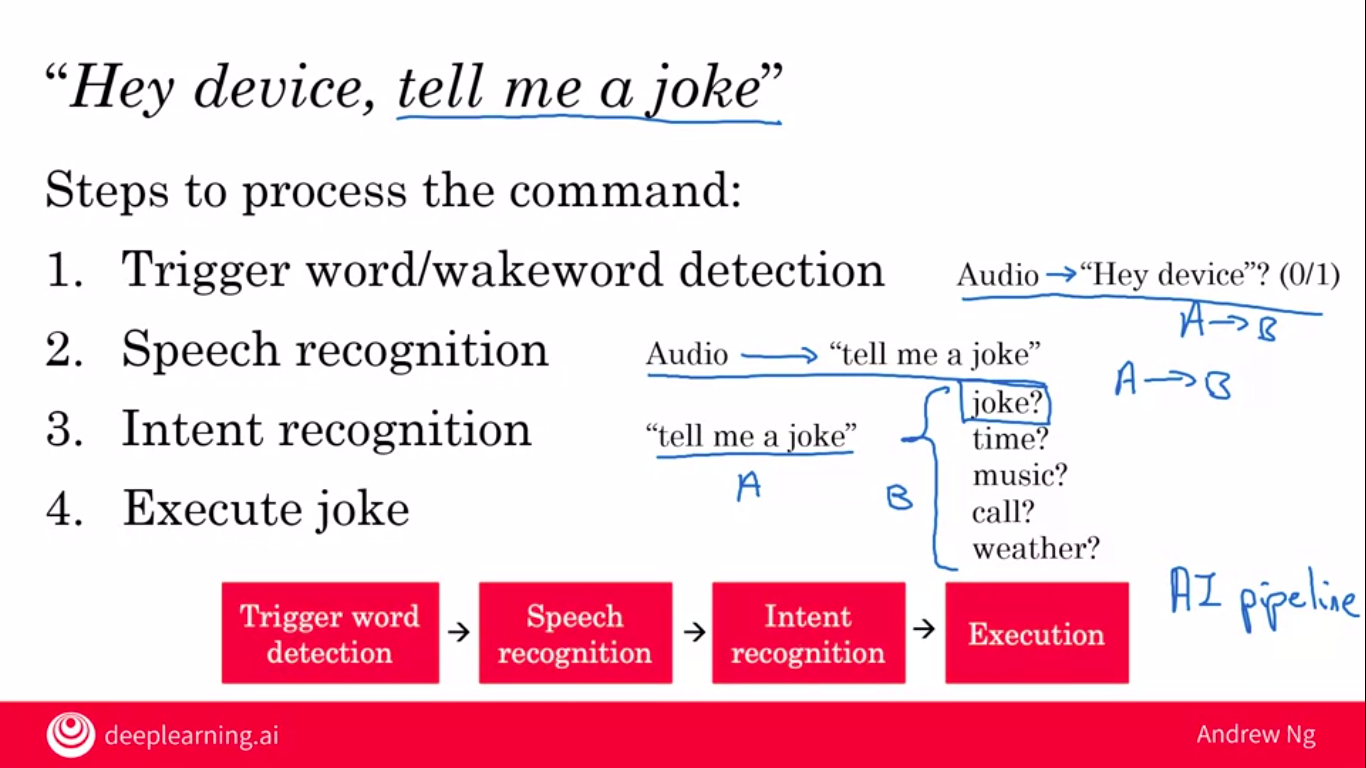 “Hey device, tell me a joke”
Steps to process the command:
1. Trigger word/wakeword detection
Audio → “Hey device”? (0/1)
A → B
2. Speech recognition
Audio → “tell me a joke”
A → B
3. Intent recognition
“tell me a joke”
A
B
joke?
time?
music?
call?
weather?
4. Execute joke
Trigger word
detection
→
Speech
recognition
→
Intent
recognition
→
Execution
AI pipeline
deeplearning.ai
Andrew Ng